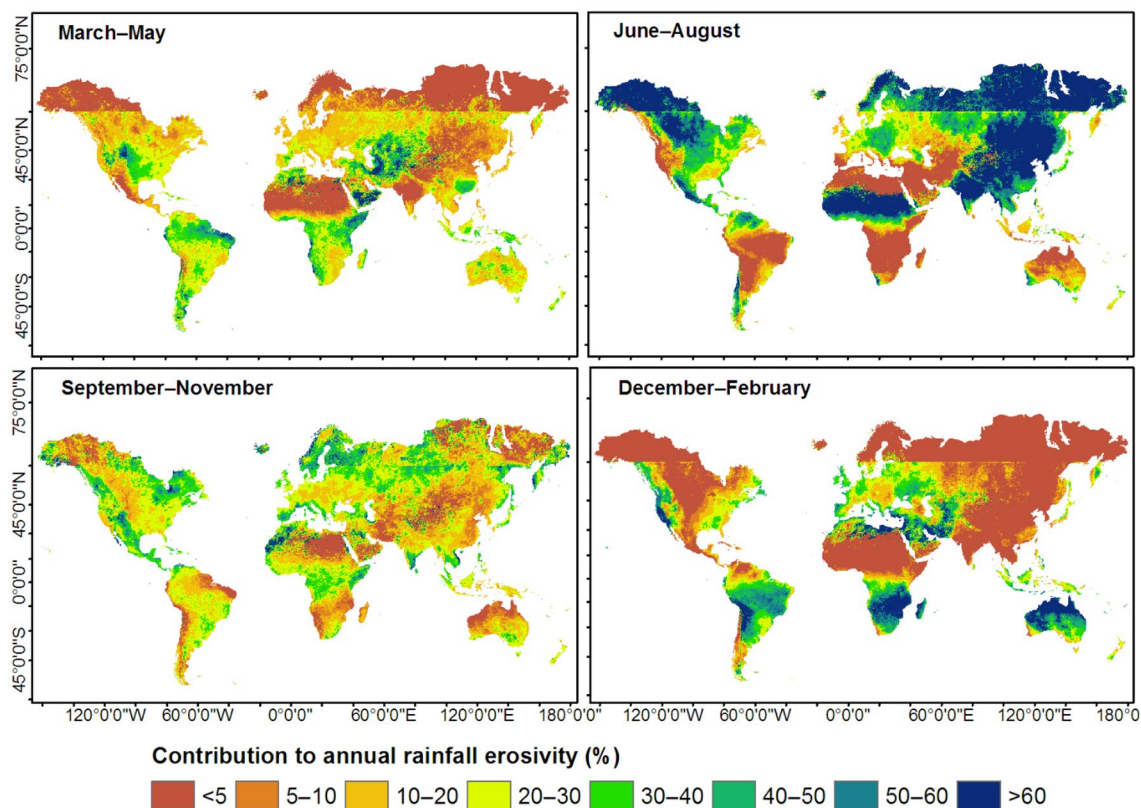 March–May
June–August
75°0'0"N
45°0'0"N
0°0'0"
45°0'0"S
September–November
December–February
75°0'0"N
45°0'0"N
0°0'0"
45°0'0"S
120°0'0"W 60°0'0"W 0°0'0" 60°0'0"E 120°0'0"E 180°0'0"
120°0'0"W 60°0'0"W 0°0'0" 60°0'0"E 120°0'0"E 180°0
Contribution to annual rainfall erosivity (%)
<5 5–10 10–20 20–30 30–40 40–50 50–60 >60